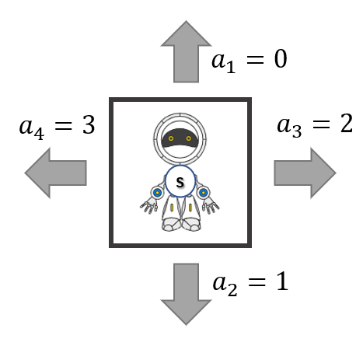 a₁ = 0
a₄ = 3
a₃ = 2
S
a₂ = 1